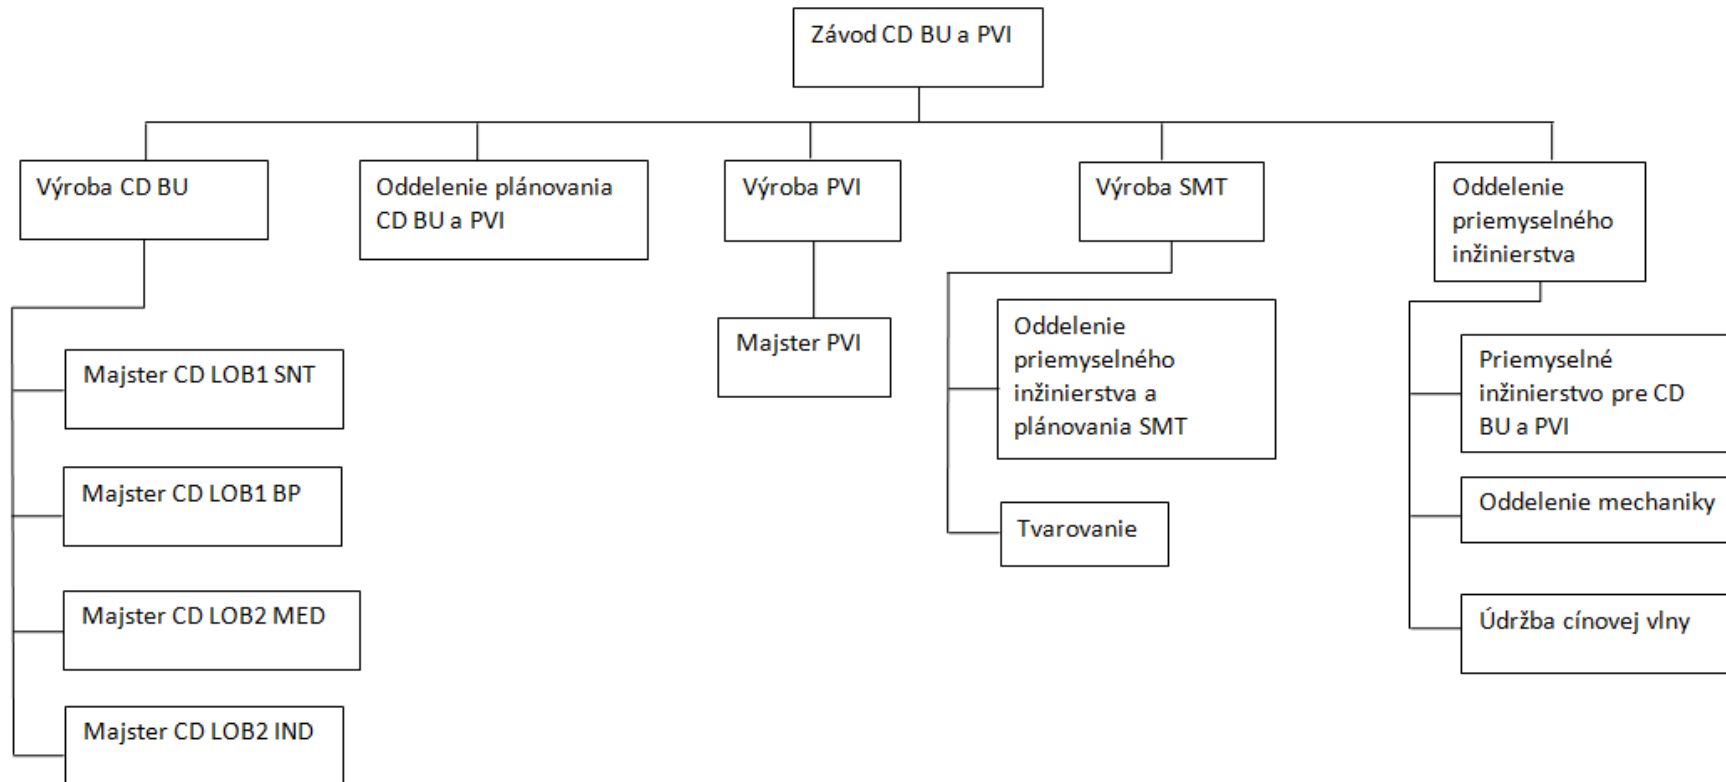 Závod CD BU a PVI
Výroba CD BU
Oddelenie plánovania
CD BU a PVI
Výroba PVI
Výroba SMT
Oddelenie
priemyselného
inžinierstva
Majster CD LOB1 SNT
Majster CD LOB1 BP
Majster CD LOB2 MED
Majster CD LOB2 IND
Majster PVI
Oddelenie
priemyselného
inžinierstva a
plánovania SMT
Tvarovanie
Priemyselné
inžinierstvo pre CD
BU a PVI
Oddelenie mechaniky
Údržba cínovej vlny